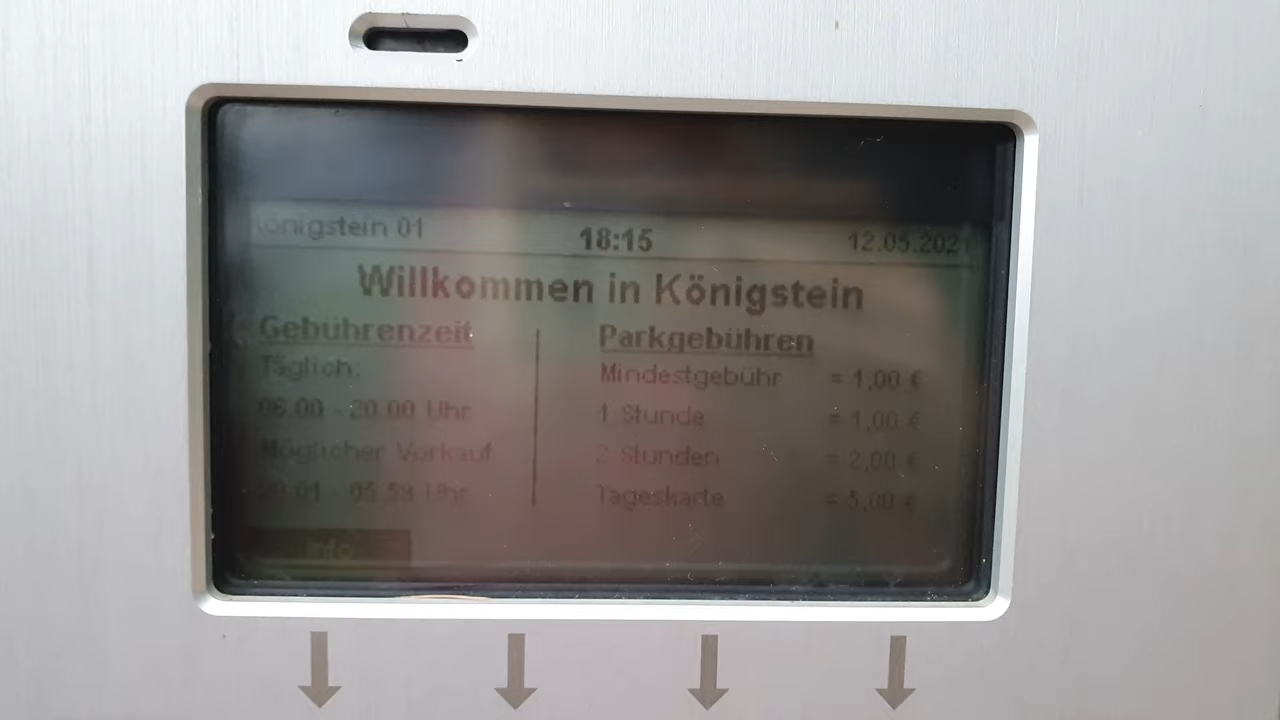 Königstein 01 18:15 12.05.2021
Willkommen in Königstein
Gebührenzeit
Täglich:
06.00 - 20.00 Uhr
Möglicher Vorkauf
20.01 - 05.59 Uhr
Parkgebühren
Mindestgebühr = 1,00 €
1 Stunde = 1,00 €
2 Stunden = 2,00 €
Tageskarte = 5,00 €
Info